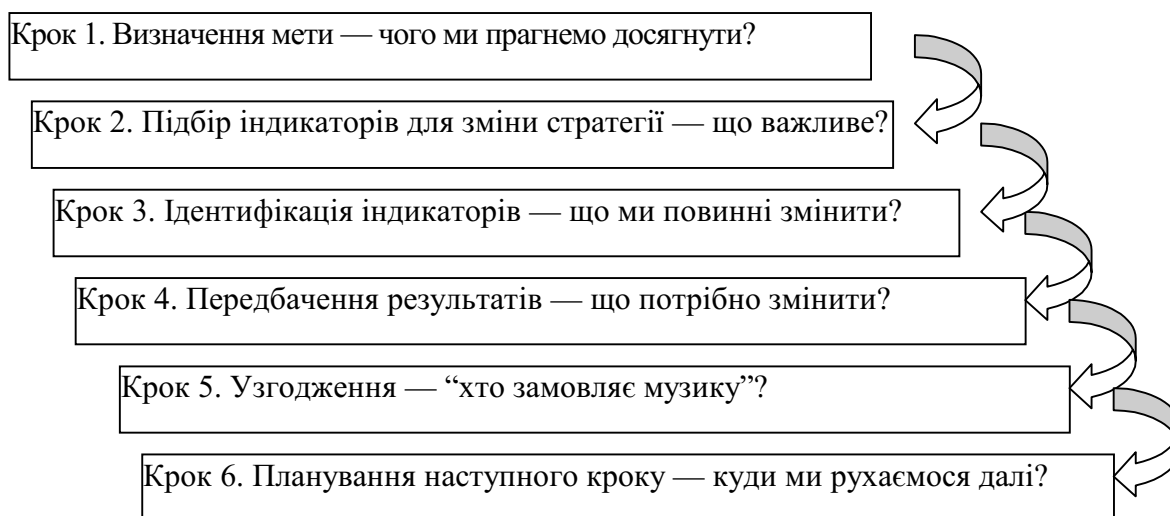 Крок 1. Визначення мети — чого ми прагнемо досягнути?
Крок 2. Підбір індикаторів для зміни стратегії — що важливе?
Крок 3. Ідентифікація індикаторів — що ми повинні змінити?
Крок 4. Передбачення результатів — що потрібно змінити?
Крок 5. Узгодження — “хто замовляє музику”?
Крок 6. Планування наступного кроку — куди ми рухаємося далі?